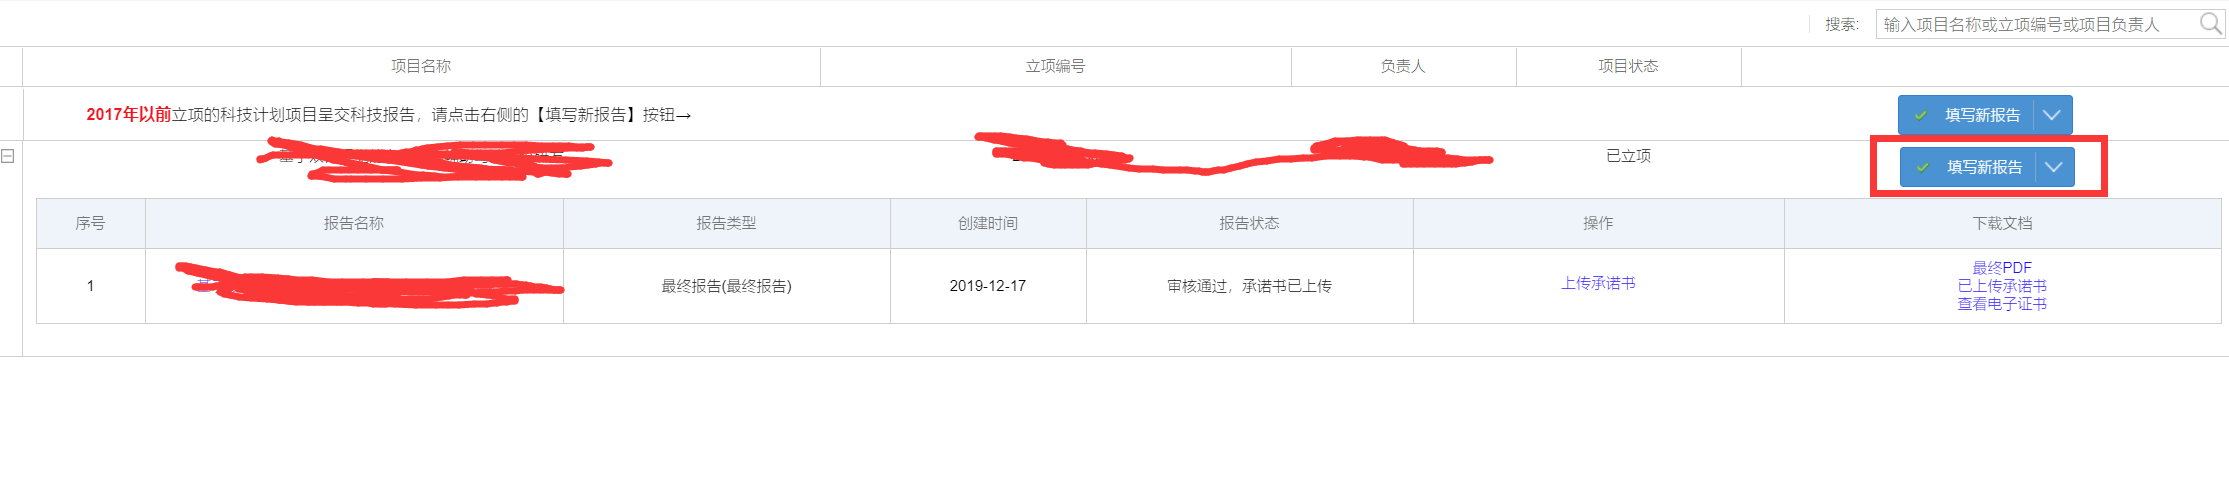 搜索: 输入项目名称或立项编号或项目负责人
项目名称 立项编号 负责人 项目状态
2017年以前立项的科技计划项目呈交科技报告，请点击右侧的【填写新报告】按钮→ 填写新报告
已立项 填写新报告
序号 报告名称 报告类型 创建时间 报告状态 操作 下载文档
1 最终报告(最终报告) 2019-12-17 审核通过，承诺书已上传 上传承诺书 最终PDF
已上传承诺书
查看电子证书